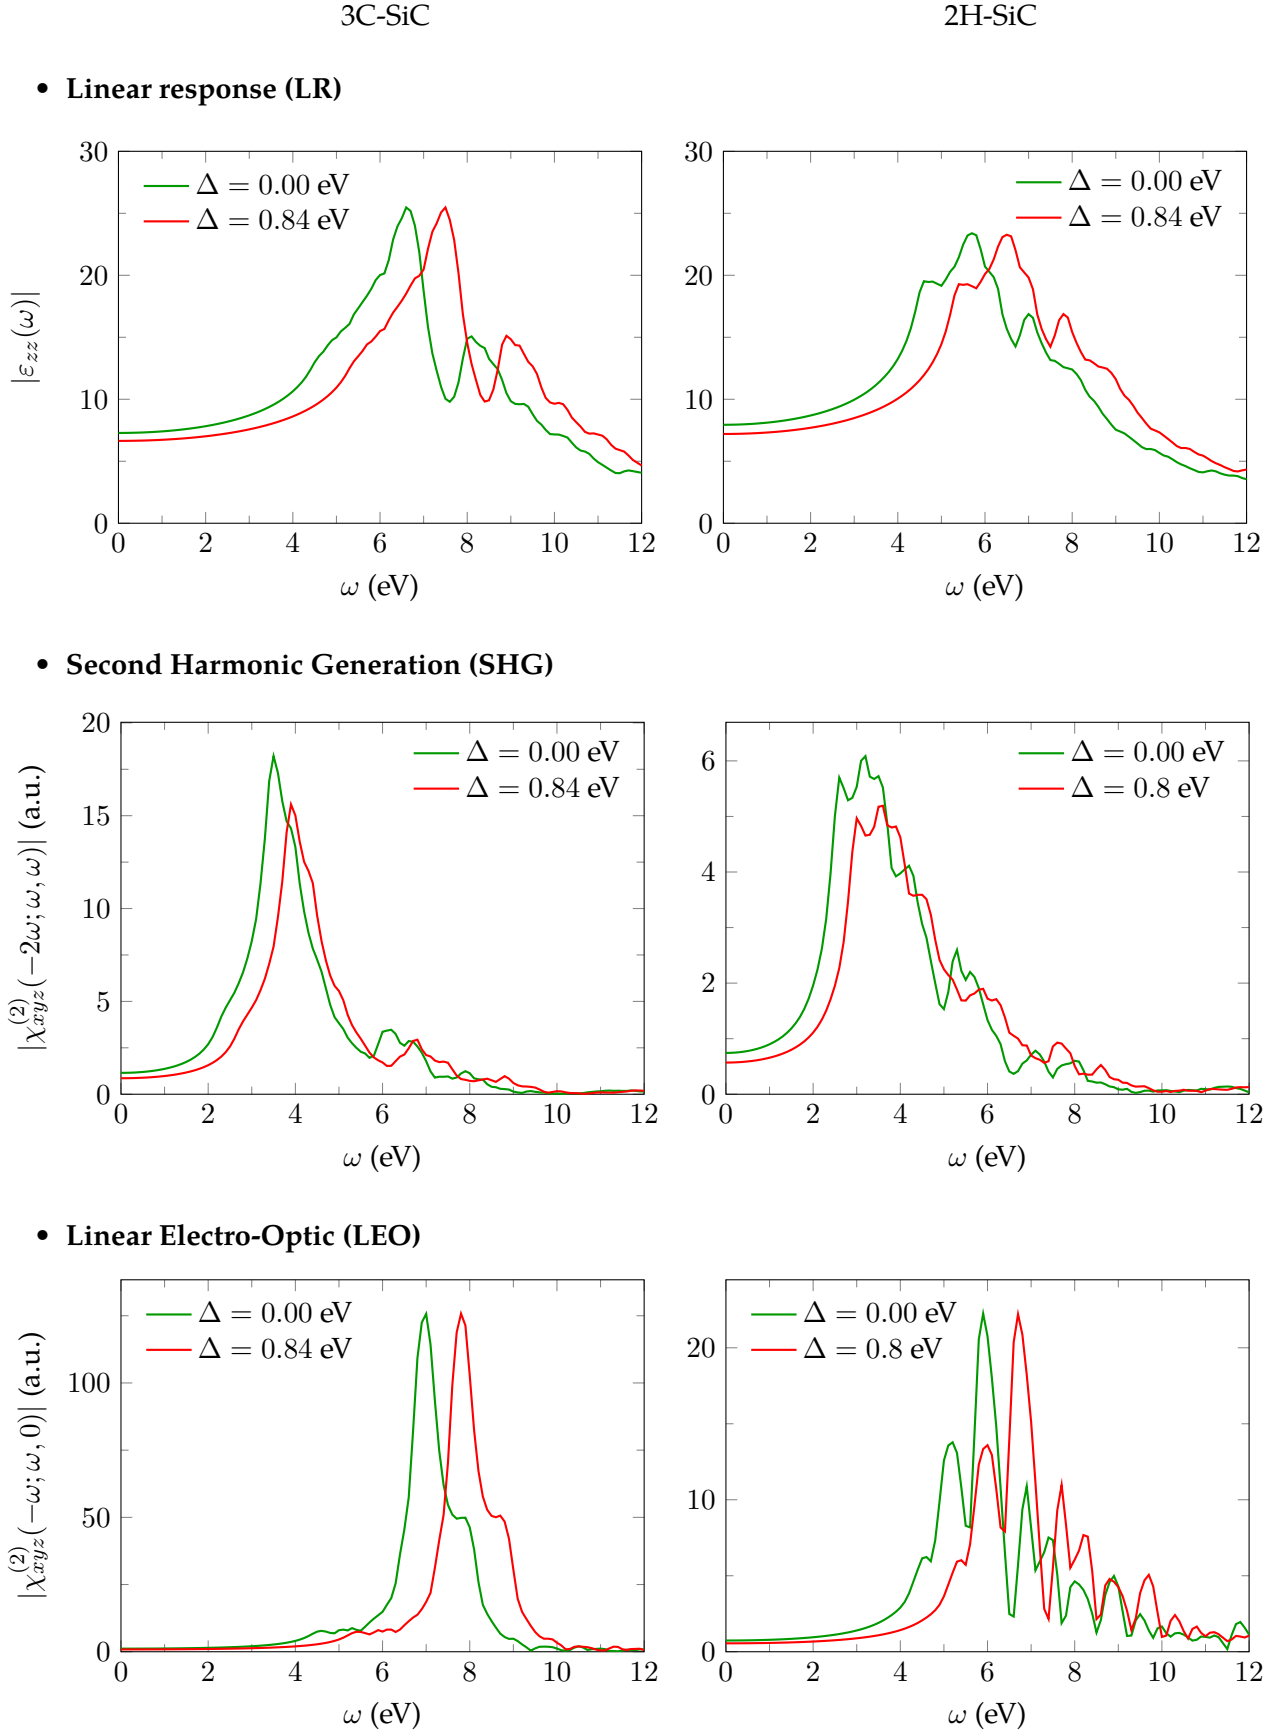 3C-SiC 2H-SiC
• Linear response (LR)
30 30
Δ = 0.00 eV Δ = 0.00 eV
Δ = 0.84 eV Δ = 0.84 eV
20 20
|ε_{zz}(ω)|
10 10
0 0
0 2 4 6 8 10 12 0 2 4 6 8 10 12
ω (eV) ω (eV)
• Second Harmonic Generation (SHG)
20
Δ = 0.00 eV Δ = 0.00 eV
6
Δ = 0.84 eV Δ = 0.8 eV
15
|χ^{(2)}_{xyz}(−2ω; ω, ω)| (a.u.)
10 4
5 2
0 0
0 2 4 6 8 10 12 0 2 4 6 8 10 12
ω (eV) ω (eV)
• Linear Electro-Optic (LEO)
Δ = 0.00 eV Δ = 0.00 eV
Δ = 0.84 eV 20 Δ = 0.8 eV
100
|χ^{(2)}_{xyz}(−ω; ω, 0)| (a.u.)
50 10
0 0
0 2 4 6 8 10 12 0 2 4 6 8 10 12
ω (eV) ω (eV)